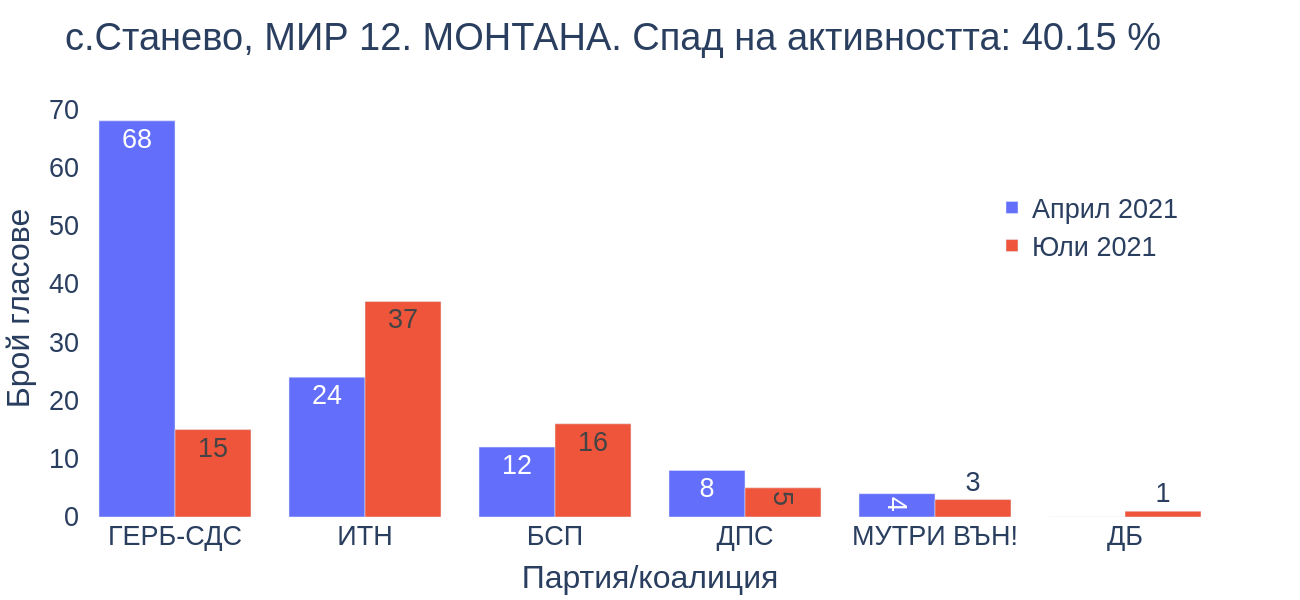 с.Станево, МИР 12. МОНТАНА. Спад на активността: 40.15 %
Брой гласове
70
60
50
40
30
20
10
0
68
15
24
37
12
16
8
5
4
3
1
Април 2021
Юли 2021
ГЕРБ-СДС
ИТН
БСП
ДПС
МУТРИ ВЪН!
ДБ
Партия/коалиция